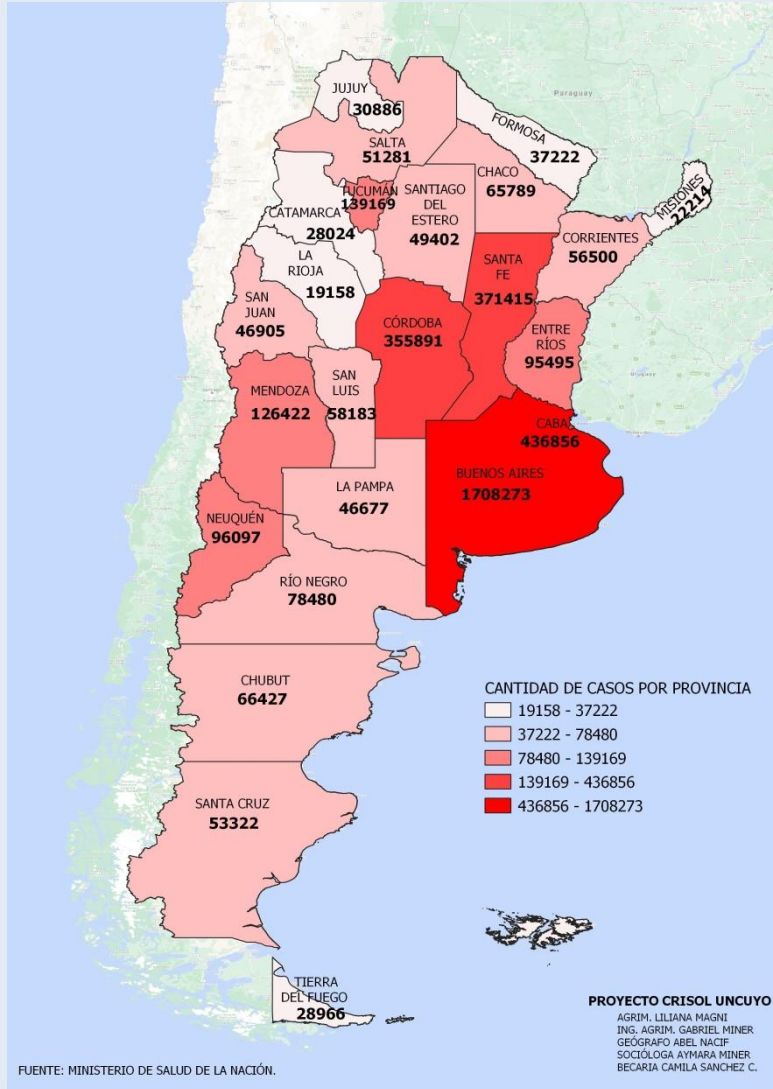 JUJUY
30886
Paraguay
FORMOSA
37222
SALTA
51281
CHACO
65789
MISIONES
22214
TUCUMÁN
139169
SANTIAGO
DEL
ESTERO
49402
CATAMARCA
28024
CORRIENTES
56500
LA
RIOJA
19158
SANTA
FE
371415
SAN
JUAN
46905
CÓRDOBA
355891
ENTRE
RÍOS
95495
Uruguay
MENDOZA
126422
SAN
LUIS
58183
CABA
436856
BUENOS AIRES
1708273
LA PAMPA
46677
NEUQUÉN
96097
RÍO NEGRO
78480
CHUBUT
66427
CANTIDAD DE CASOS POR PROVINCIA
19158 - 37222
37222 - 78480
78480 - 139169
139169 - 436856
436856 - 1708273
SANTA CRUZ
53322
TIERRA
DEL FUEGO
28966
PROYECTO CRISOL UNCUYO
AGRIM. LILIANA MAGNI
ING. AGRIM. GABRIEL MINER
GEÓGRAFO ABEL NACIF
SOCIÓLOGA AYMARA MINER
BECARIA CAMILA SANCHEZ C.
FUENTE: MINISTERIO DE SALUD DE LA NACIÓN.